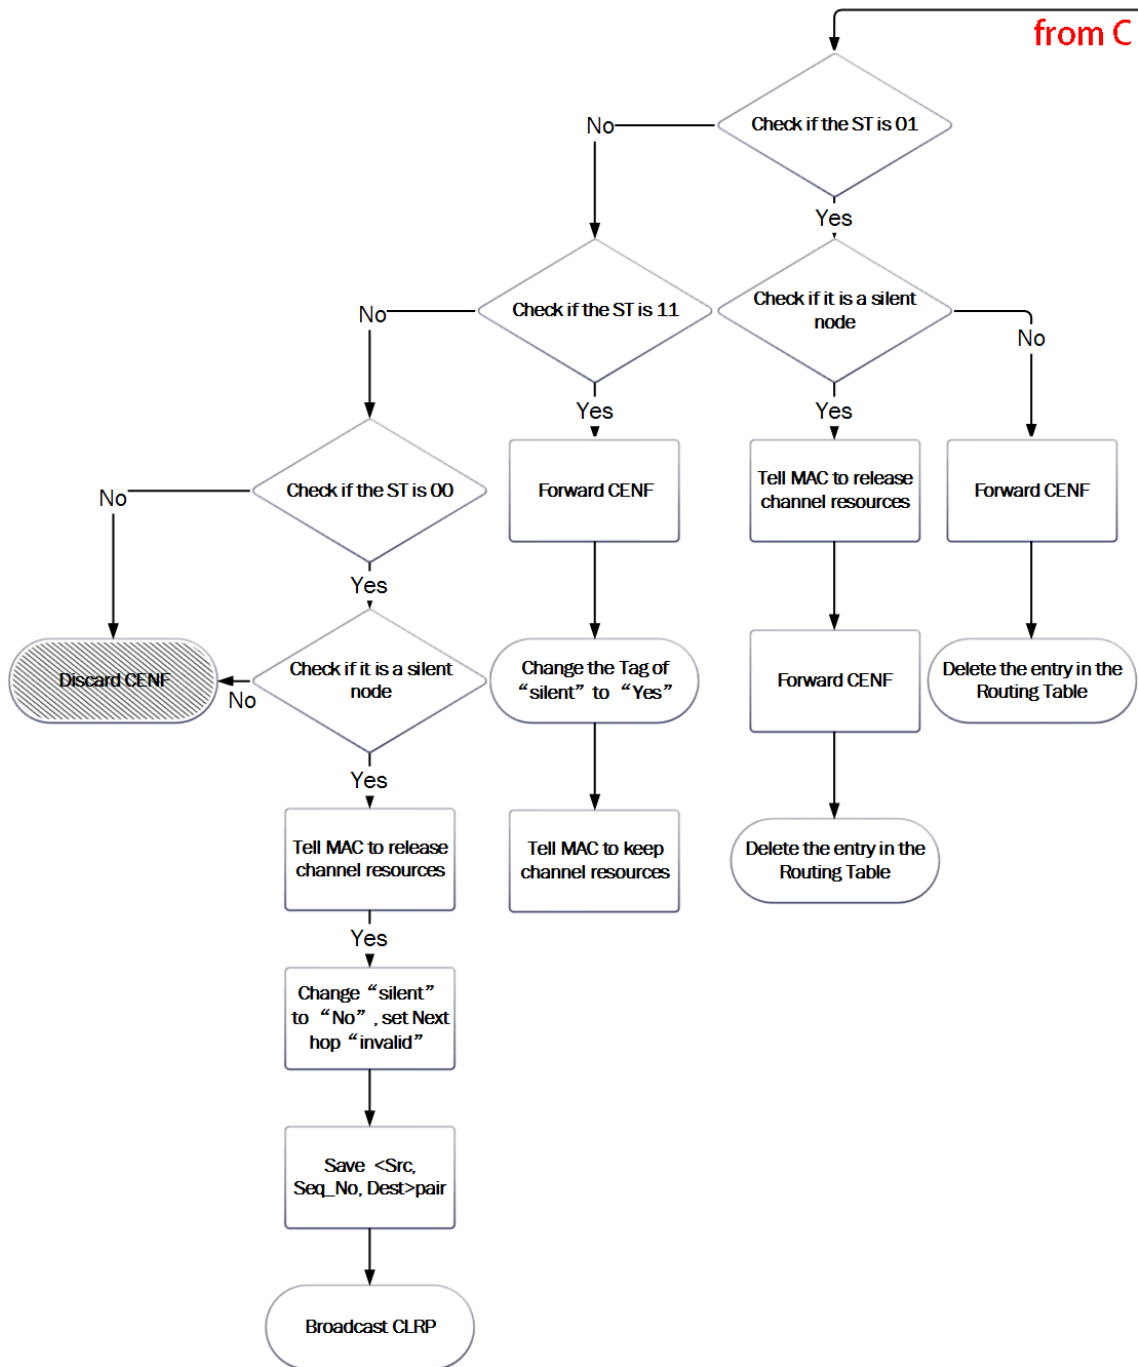 from C
Check if the ST is 01
No
Yes
Check if the ST is 11
Check if it is a silent
node
No
No
Yes
Yes
Check if the ST is 00
Forward CENF
Tell MAC to release
channel resources
Forward CENF
No
Yes
Discard CENF
Check if it is a silent
node
No
Change the Tag of
“silent” to “Yes”
Forward CENF
Delete the entry in the
Routing Table
Yes
Tell MAC to release
channel resources
Tell MAC to keep
channel resources
Delete the entry in the
Routing Table
Yes
Change “silent”
to “No”, set Next
hop “invalid”
Save <Src,
Seq_No, Dest>pair
Broadcast CLRP